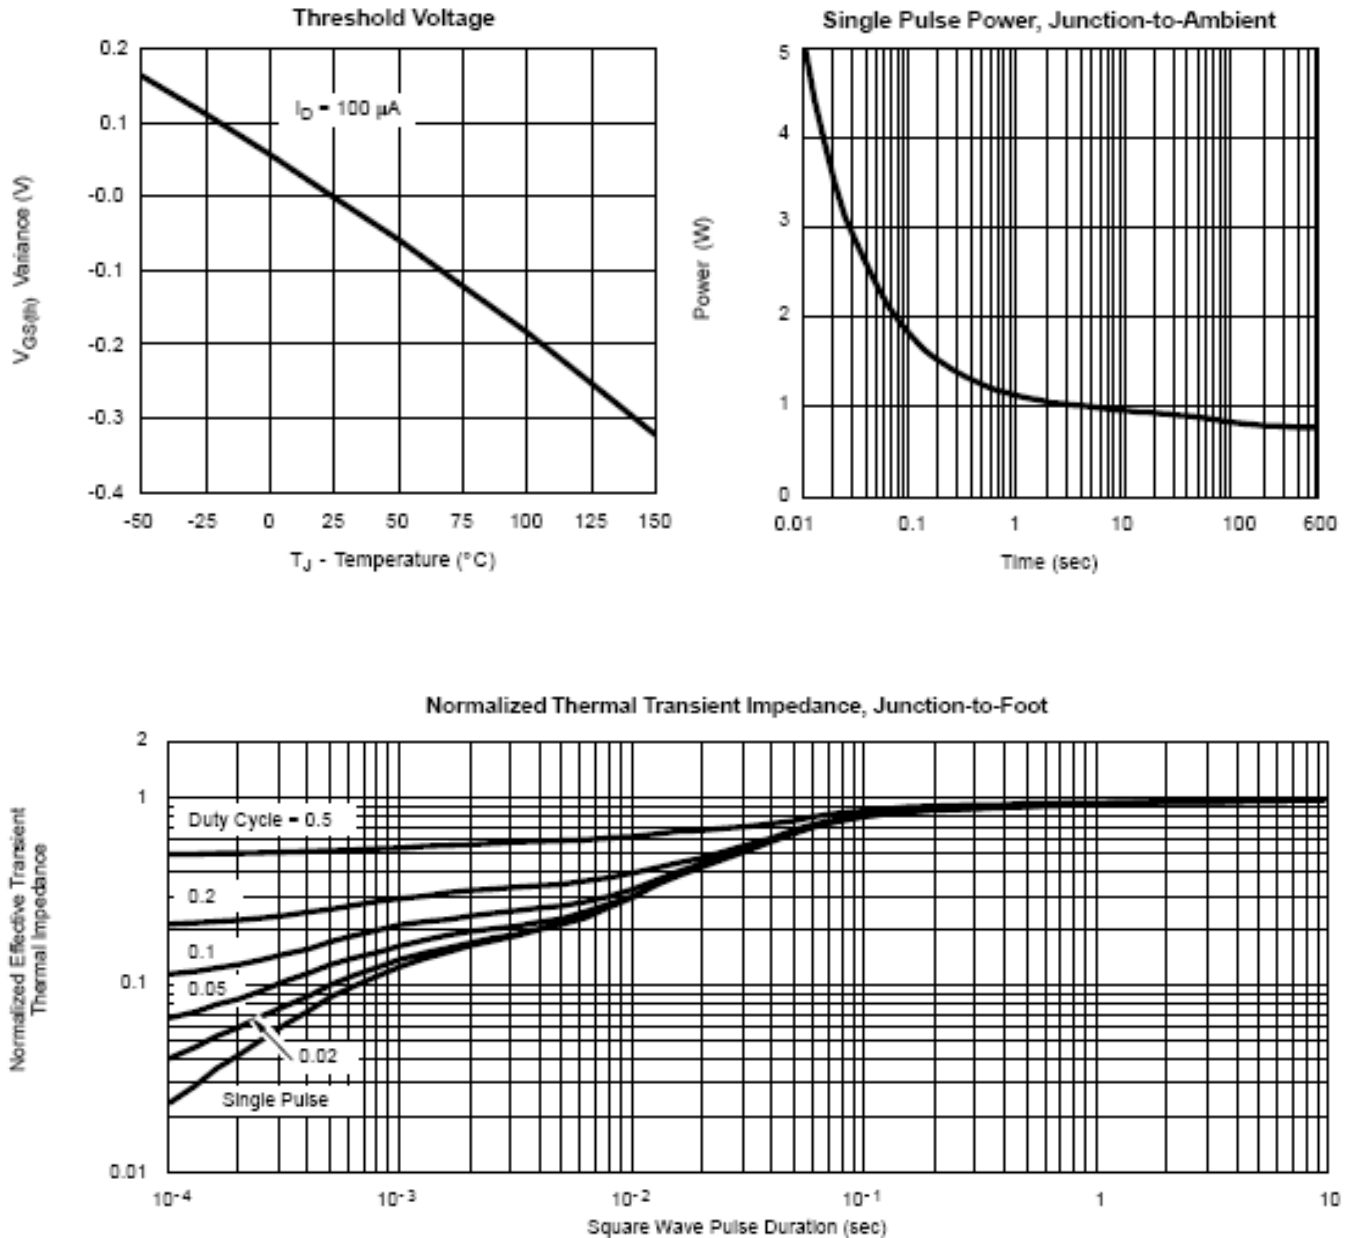 Threshold Voltage
0.2
0.1
-0.0
-0.1
-0.2
-0.3
-0.4
VGS(th) Variance (V)
ID = 100 µA
-50 -25 0 25 50 75 100 125 150
TJ - Temperature (°C)
Single Pulse Power, Junction-to-Ambient
5
4
3
2
1
0
Power (W)
0.01 0.1 1 10 100 600
Time (sec)
Normalized Thermal Transient Impedance, Junction-to-Foot
2
1
0.1
0.01
Normalized Effective Transient
Thermal Impedance
Duty Cycle = 0.5
0.2
0.1
0.05
0.02
Single Pulse
10-4 10-3 10-2 10-1 1 10
Square Wave Pulse Duration (sec)